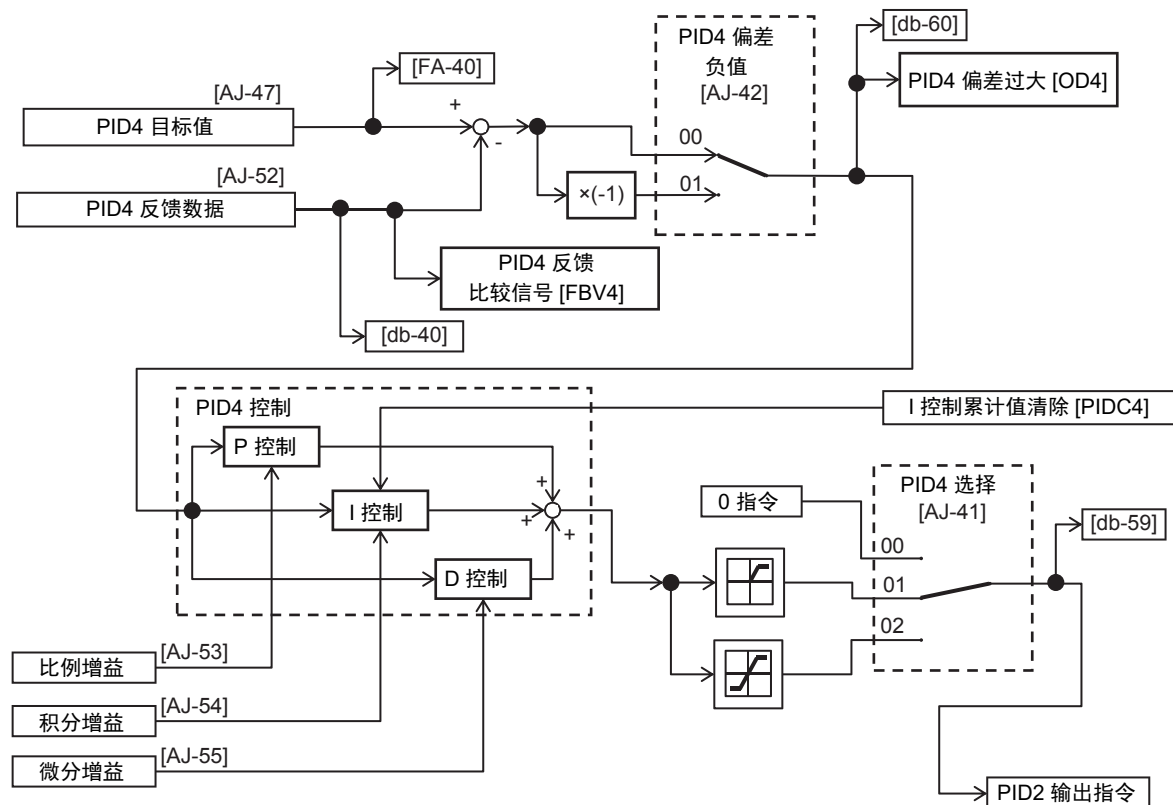 [db-60]
PID4 偏差
负值
[AJ-42]
[FA-40]
PID4 偏差过大 [OD4]
[AJ-47]
PID4 目标值
+
-
00
[AJ-52]
PID4 反馈数据
×(-1)
01
PID4 反馈
比较信号 [FBV4]
[db-40]
PID4 控制
I 控制累计值清除 [PIDC4]
P 控制
+
I 控制
+
+
D 控制
0 指令
PID4 选择
[AJ-41]
[db-59]
00
01
02
比例增益
[AJ-53]
积分增益
[AJ-54]
微分增益
[AJ-55]
PID2 输出指令